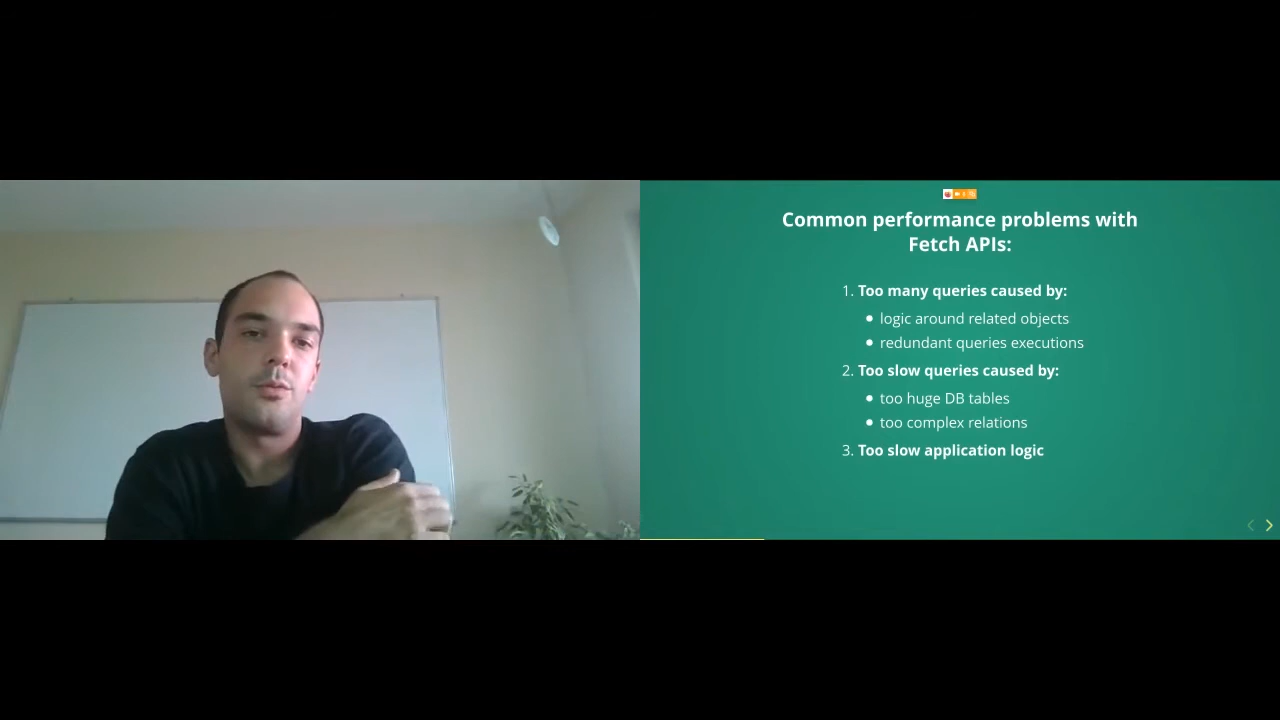 Common performance problems with
Fetch APIs:
1. Too many queries caused by:
logic around related objects
redundant queries executions
2. Too slow queries caused by:
too huge DB tables
too complex relations
3. Too slow application logic